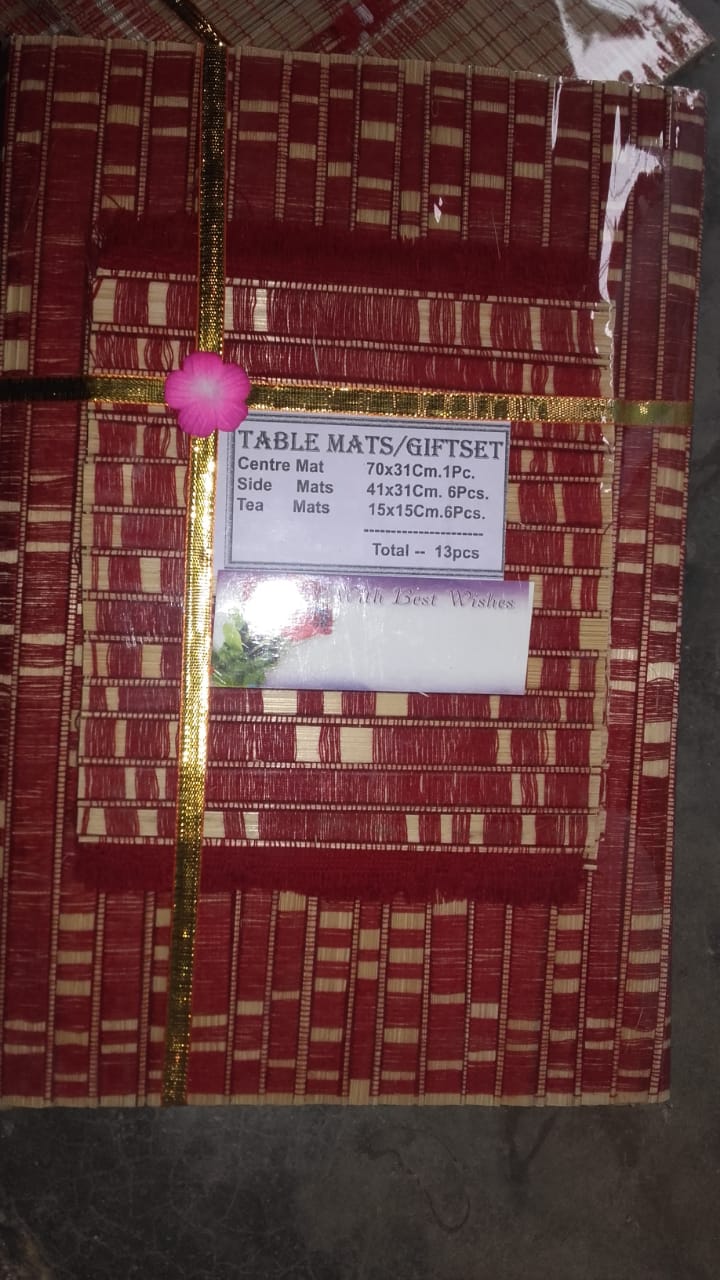 TABLE MATS/GIFTSET
Centre Mat 70x31Cm.1Pc.
Side Mats 41x31Cm. 6Pcs.
Tea Mats 15x15Cm.6Pcs.
----------------------
Total -- 13pcs
With Best Wishes